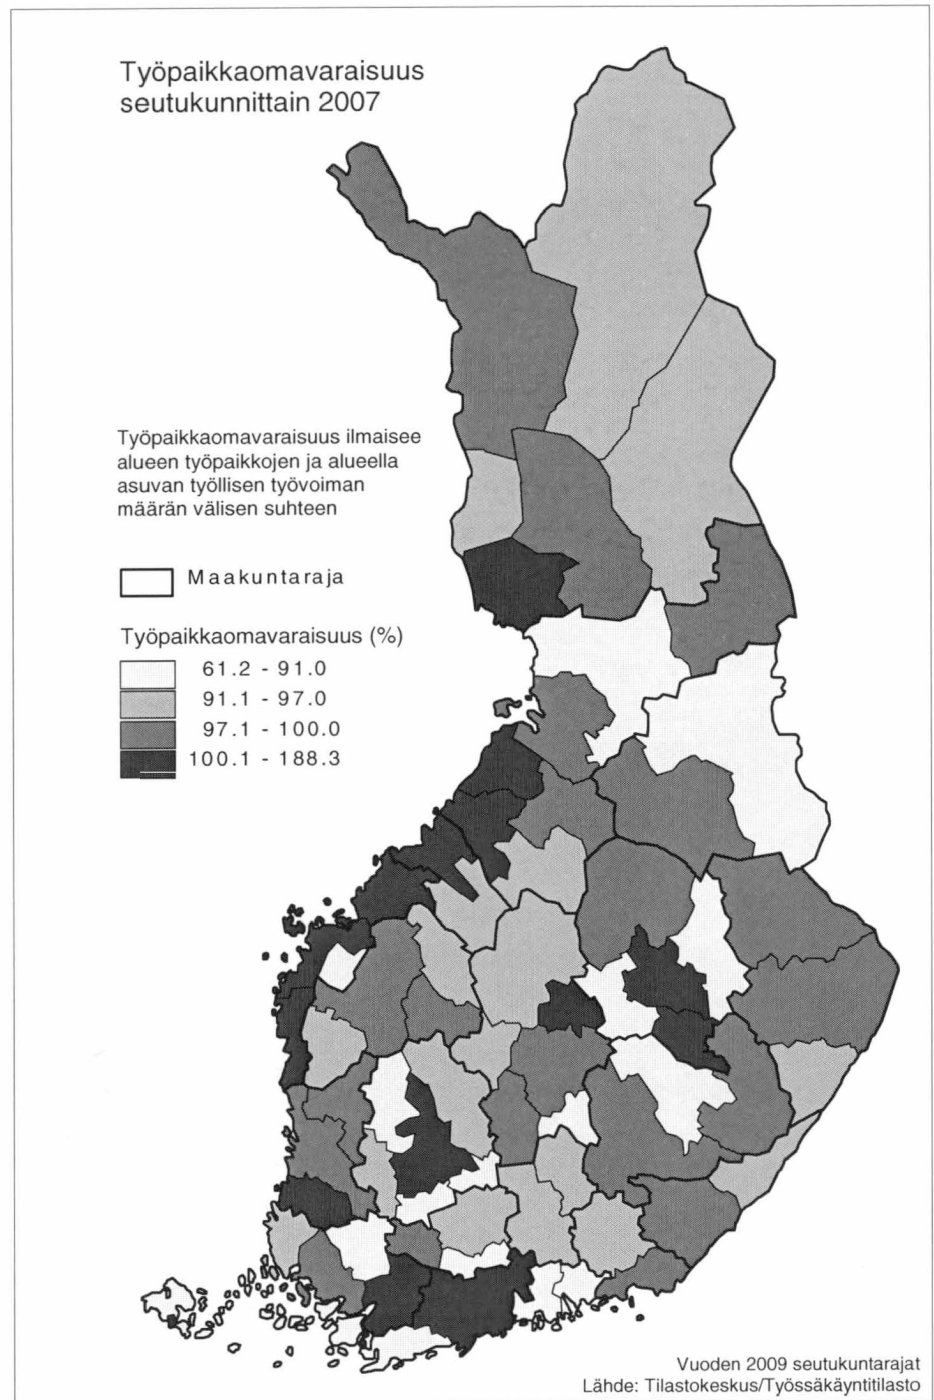 Työpaikkaomavaraisuus
seutukunnittain 2007
Työpaikkaomavaraisuus ilmaisee
alueen työpaikkojen ja alueella
asuvan työllisen työvoiman
määrän välisen suhteen
Maakuntaraja
Työpaikkaomavaraisuus (%)
61.2 - 91.0
91.1 - 97.0
97.1 - 100.0
100.1 - 188.3
Vuoden 2009 seutukuntarajat
Lähde: Tilastokeskus/Työssäkäyntitilasto